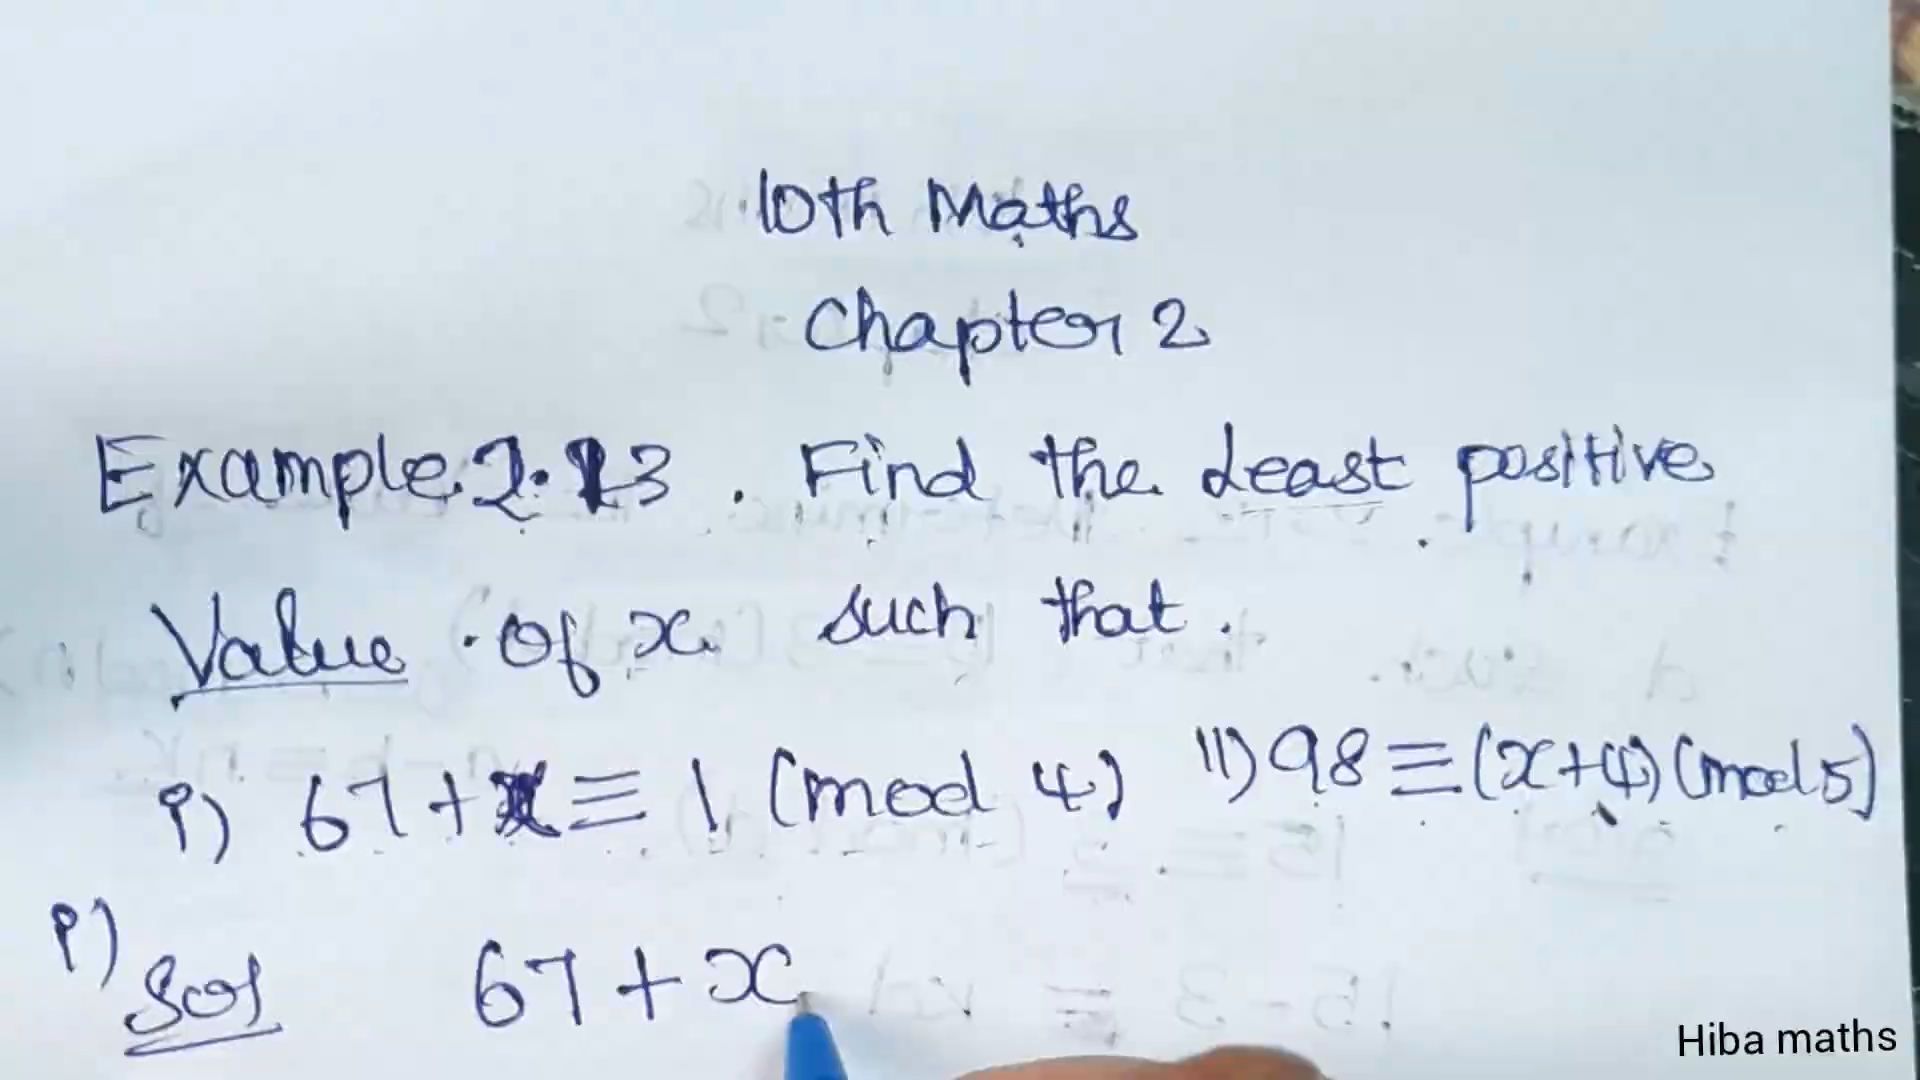 10th Maths
Chapter 2
Example 2.13. Find the Least positive
Value of x such that.
i) 67+x≡1 (mod 4) ii) 98≡(x+4)(mod 5)
i) Sol 67+x
Hiba maths